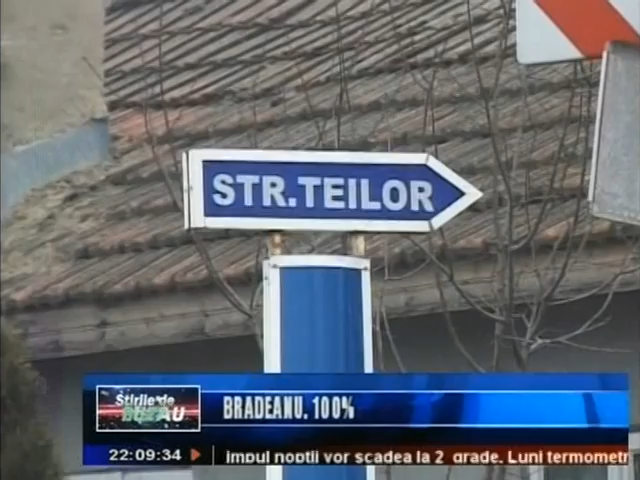 STR.TEILOR
Știrile de
BUZĂU
BRADEANU. 100%
22:09:34
impul noptii vor scadea la 2 grade. Luni termometr